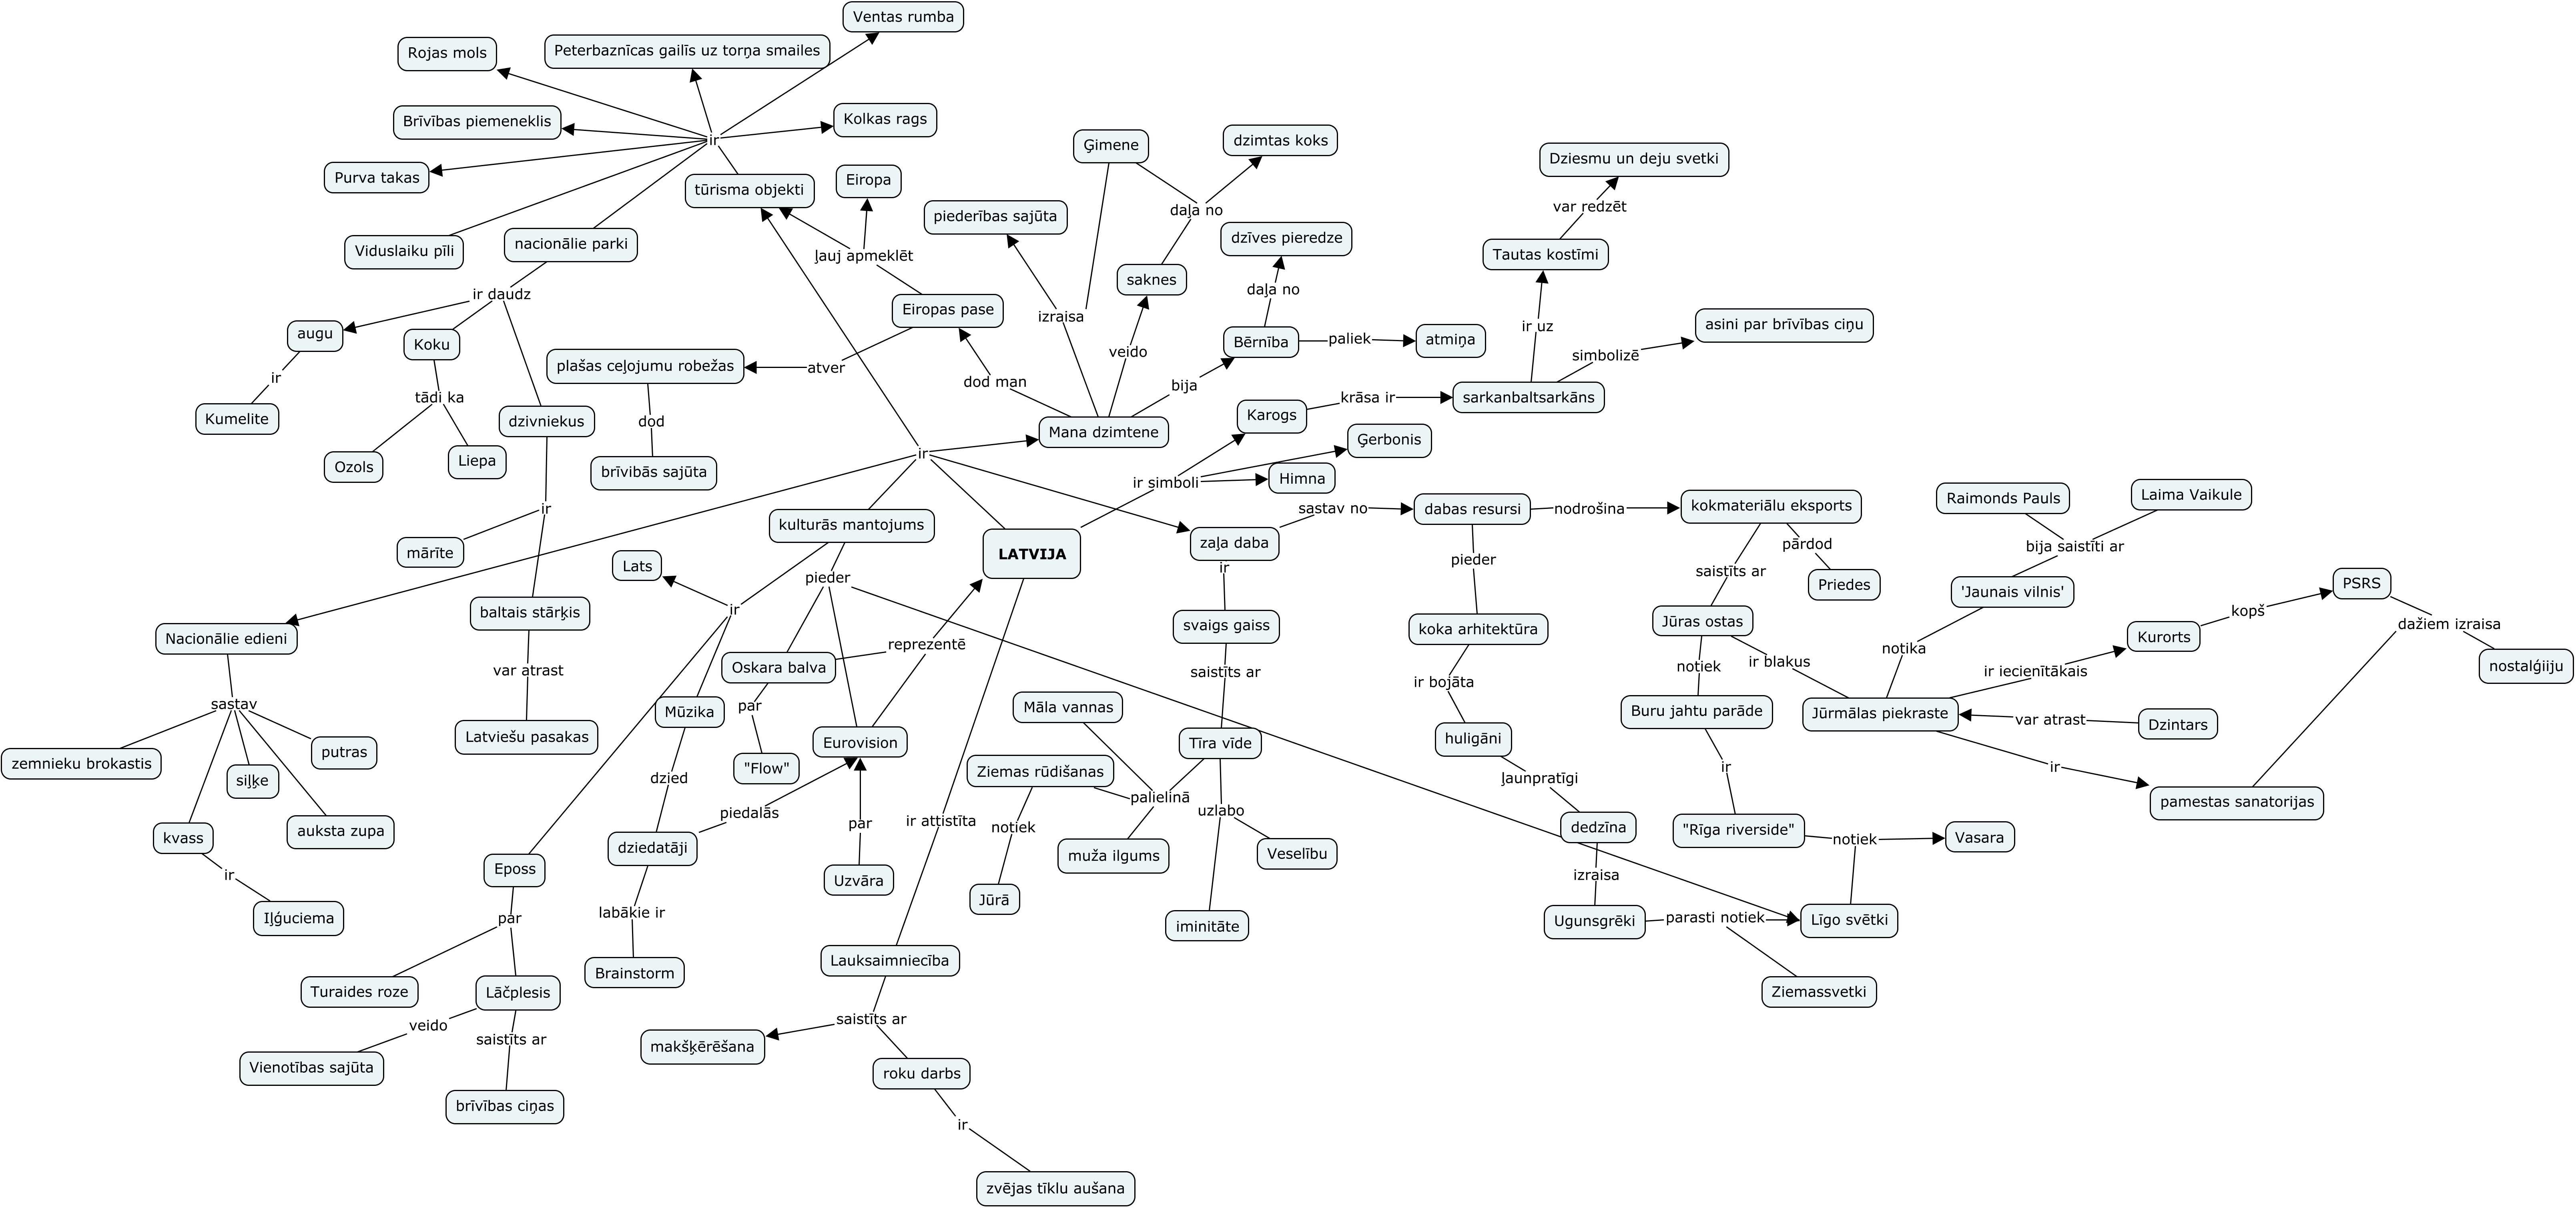 Ventas rumba
Rojas mols
Peterbaznīcas gailīs uz torņa smailes
Brīvības piemeneklis
Kolkas rags
ir
Purva takas
tūrisma objekti
Eiropa
Viduslaiku pīli
nacionālie parki
ļauj apmeklēt
Ģimene
dzimtas koks
piederības sajūta
daļa no
dzīves pieredze
saknes
Dziesmu un deju svetki
var redzēt
Tautas kostīmi
ir daudz
augu
Koku
ir
Kumelite
tādi ka
Ozols
Liepa
dzivniekus
Eiropas pase
plašas ceļojumu robežas
atver
dod
brīvibās sajūta
dod man
izraisa
veido
daļa no
Bērnība
paliek
atmiņa
bija
Mana dzimtene
ir uz
simbolizē
asini par brīvības ciņu
Karogs
krāsa ir
sarkanbaltsarkāns
Ģerbonis
ir simboli
Himna
ir
ir
mārīte
baltais stārķis
var atrast
Latviešu pasakas
kulturās mantojums
LATVIJA
zaļa daba
sastav no
dabas resursi
nodrošina
kokmateriālu eksports
Raimonds Pauls
Laima Vaikule
bija saistīti ar
'Jaunais vilnis'
pārdod
Priedes
saistīts ar
Jūras ostas
pieder
koka arhitektūra
ir bojāta
huligāni
ļaunpratīgi
dedzīna
izraisa
Ugunsgrēki
parasti notiek
Līgo svētki
Ziemassvetki
notiek
Buru jahtu parāde
ir
"Rīga riverside"
notiek
Vasara
ir blakus
Jūrmālas piekraste
notika
ir iecienītākais
Kurorts
kopš
PSRS
dažiem izraisa
nostalģiiju
var atrast
Dzintars
ir
pamestas sanatorijas
Lats
ir
pieder
Nacionālie edieni
sastav
zemnieku brokastis
siļķe
putras
kvass
auksta zupa
ir
Iļģuciema
Oskara balva
reprezentē
par
"Flow"
Mūzika
Eurovision
dzied
dziedatāji
piedalās
par
Uzvāra
labākie ir
Brainstorm
Eposs
par
Turaides roze
Lāčplesis
veido
Vienotības sajūta
saistīts ar
brīvības ciņas
ir
svaigs gaiss
saistīts ar
Tīra vīde
Māla vannas
Ziemas rūdišanas
palielinā
uzlabo
notiek
Jūrā
muža ilgums
Veselību
iminitāte
ir attistīta
Lauksaimniecība
saistīts ar
makšķērēšana
roku darbs
ir
zvējas tīklu aušana